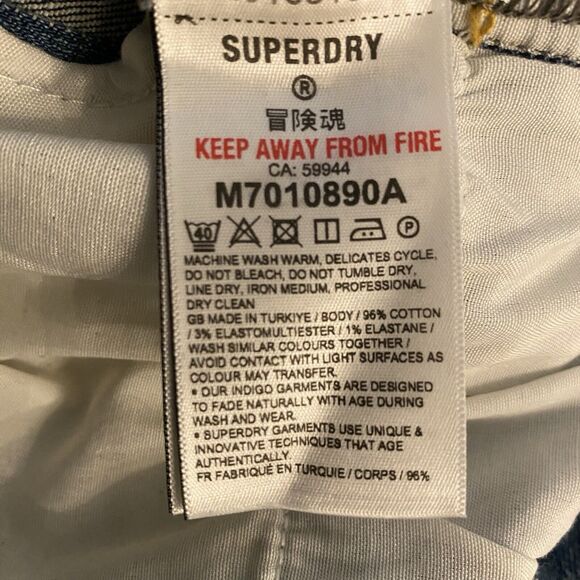 SUPERDRY
®
冒険魂
KEEP AWAY FROM FIRE
CA: 59944
M7010890A
40 P
MACHINE WASH WARM, DELICATES CYCLE,
DO NOT BLEACH, DO NOT TUMBLE DRY,
LINE DRY, IRON MEDIUM, PROFESSIONAL
DRY CLEAN
GB MADE IN TURKIYE / BODY / 96% COTTON
/ 3% ELASTOMULTIESTER / 1% ELASTANE /
WASH SIMILAR COLOURS TOGETHER /
AVOID CONTACT WITH LIGHT SURFACES AS
COLOUR MAY TRANSFER.
• OUR INDIGO GARMENTS ARE DESIGNED
TO FADE NATURALLY WITH AGE DURING
WASH AND WEAR.
• SUPERDRY GARMENTS USE UNIQUE &
INNOVATIVE TECHNIQUES THAT AGE
AUTHENTICALLY.
FR FABRIQUÉ EN TURQUIE / CORPS / 96%